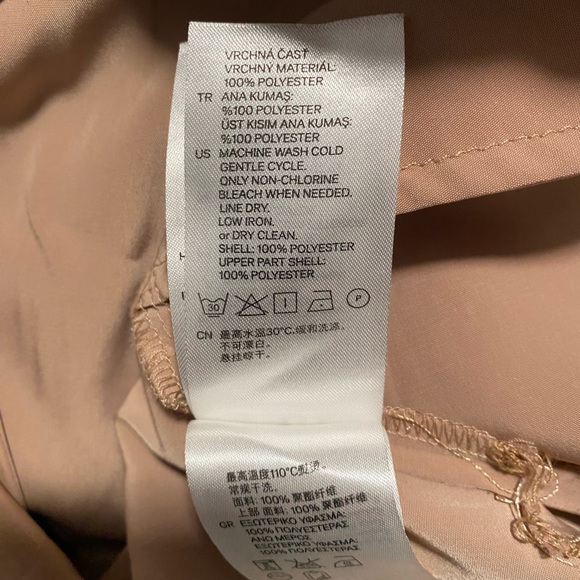 VRCHNÁ ČASŤ
VRCHNÝ MATERIÁL:
100% POLYESTER
TR ANA KUMAŞ:
%100 POLYESTER
ÜST KISIM ANA KUMAŞ:
%100 POLYESTER
US MACHINE WASH COLD
GENTLE CYCLE.
ONLY NON-CHLORINE
BLEACH WHEN NEEDED.
LINE DRY.
LOW IRON.
or DRY CLEAN.
SHELL: 100% POLYESTER
UPPER PART SHELL:
100% POLYESTER
30 P
CN 最高水温30°C.缓和洗涤.
不可漂白.
悬挂晾干.
最高温度110°C熨烫.
常规干洗.
面料: 100% 聚酯纤维
上部 面料: 100% 聚酯纤维
GR ΕΞΩΤΕΡΙΚΟ ΥΦΑΣΜΑ:
100% ΠΟΛΥΕΣΤΕΡΑΣ
ΑΝΩ ΜΕΡΟΣ
ΕΞΩΤΕΡΙΚΟ ΥΦΑΣΜΑ:
100% ΠΟΛΥΕΣΤΕΡΑΣ